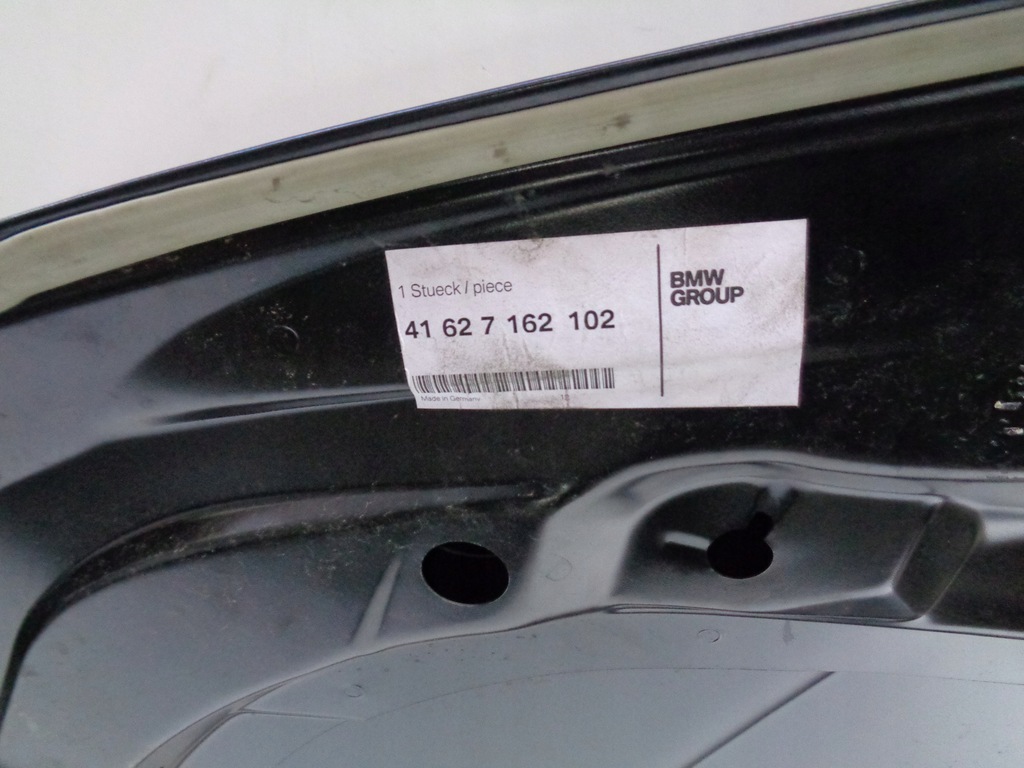 1 Stueck / piece
41 62 7 162 102
Made in Germany
BMW
GROUP